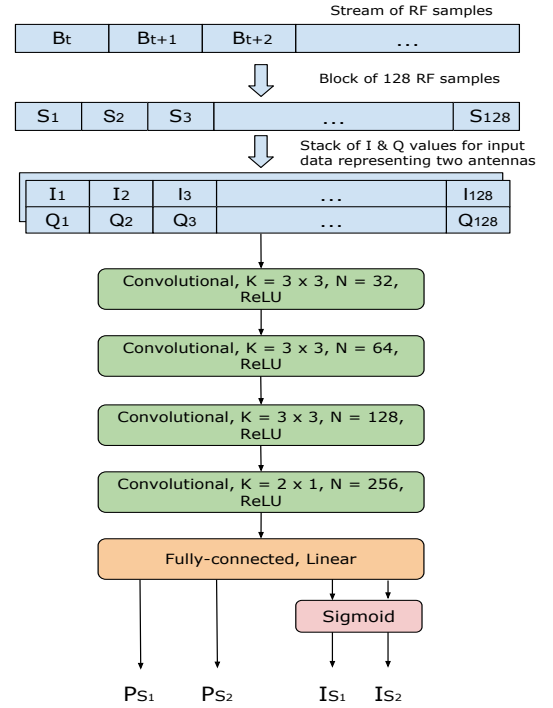 Stream of RF samples
Bt Bt+1 Bt+2 ...
Block of 128 RF samples
S1 S2 S3 ... S128
Stack of I & Q values for input
data representing two antennas
I1 I2 I3 ... I128
Q1 Q2 Q3 ... Q128
Convolutional, K = 3 x 3, N = 32,
ReLU
Convolutional, K = 3 x 3, N = 64,
ReLU
Convolutional, K = 3 x 3, N = 128,
ReLU
Convolutional, K = 2 x 1, N = 256,
ReLU
Fully-connected, Linear
Sigmoid
PS1 PS2 IS1 IS2